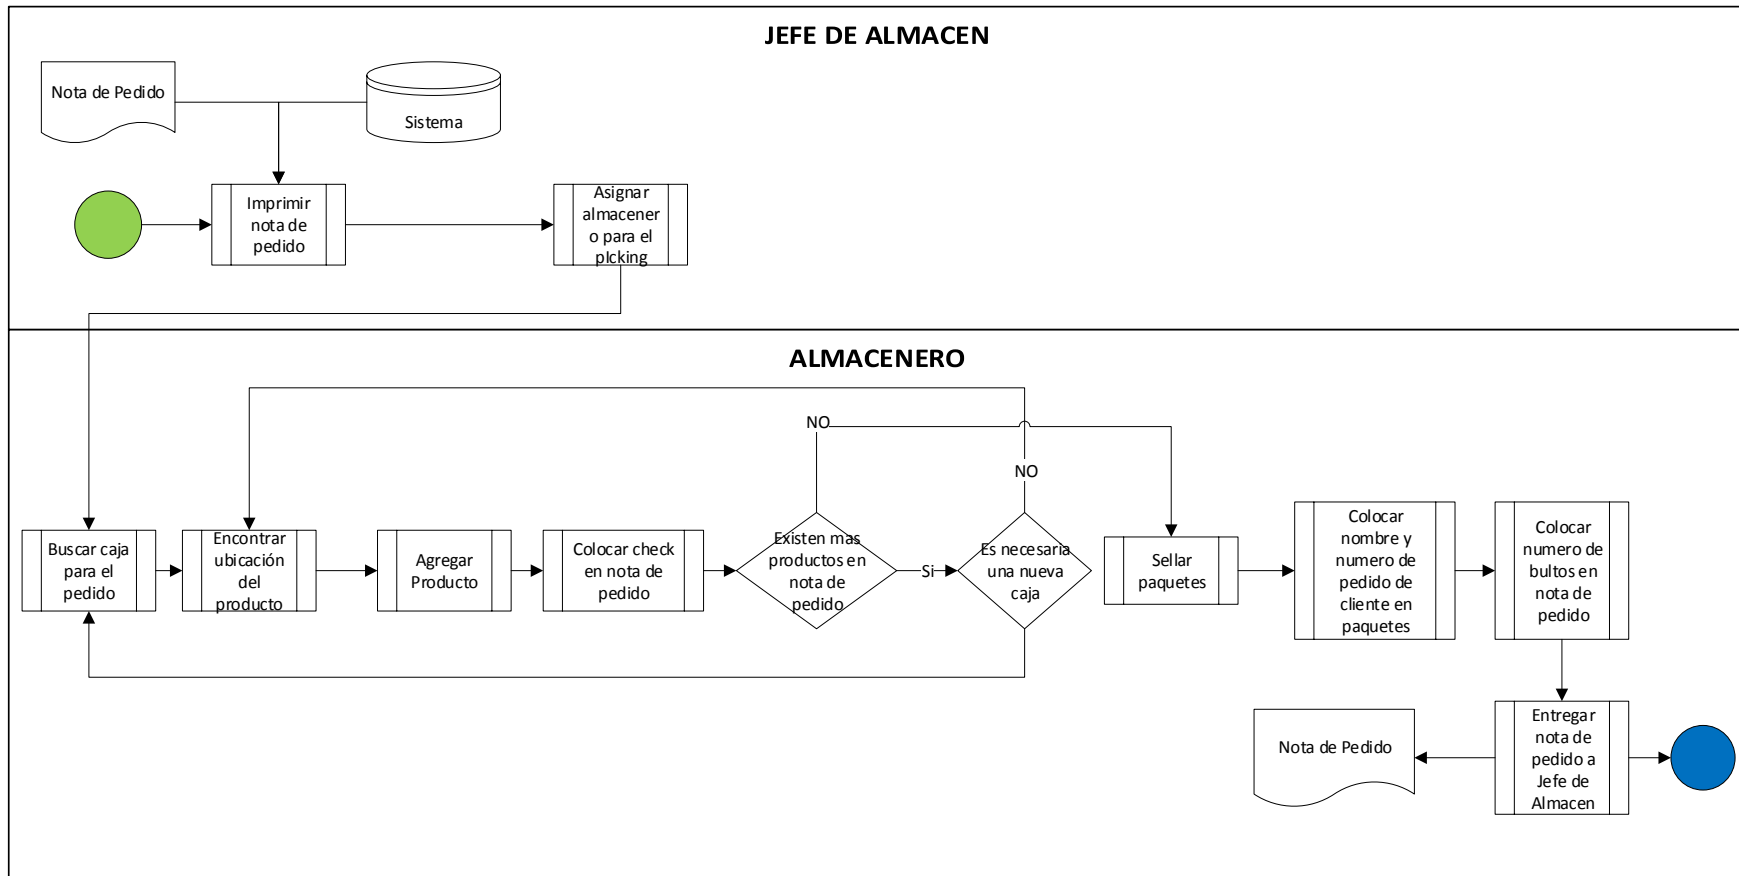 JEFE DE ALMACEN
Nota de Pedido
Sistema
Imprimir
nota de
pedido
Asignar
almacener
o para el
pIcking
ALMACENERO
NO
NO
Buscar caja
para el
pedido
Encontrar
ubicación
del
producto
Agregar
Producto
Colocar check
en nota de
pedido
Existen mas
productos en
nota de
pedido
Si
Es necesaria
una nueva
caja
Sellar
paquetes
Colocar
nombre y
numero de
pedido de
cliente en
paquetes
Colocar
numero de
bultos en
nota de
pedido
Nota de Pedido
Entregar
nota de
pedido a
Jefe de
Almacen